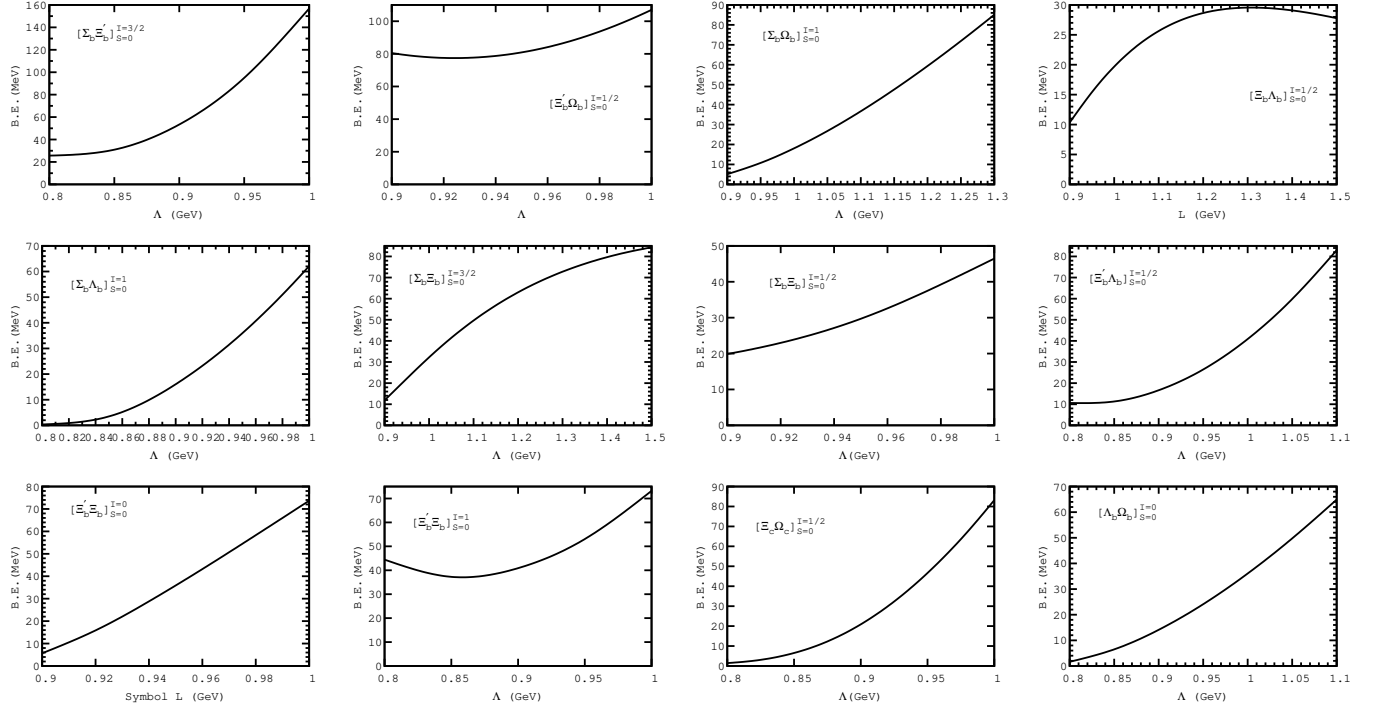 [Σ_bΞ′_b]^{I=3/2}_{S=0}
B.E.(MeV)
160
140
120
100
80
60
40
20
0
0.8 0.85 0.9 0.95 1
Λ (GeV)
[Ξ′_bΩ_b]^{I=1/2}_{S=0}
B.E.(MeV)
100
80
60
40
20
0
0.9 0.92 0.94 0.96 0.98 1
Λ
[Σ_bΩ_b]^{I=1}_{S=0}
B.E.(MeV)
90
80
70
60
50
40
30
20
10
0
0.9 0.95 1 1.05 1.1 1.15 1.2 1.25 1.3
Λ (GeV)
[Ξ_bΛ_b]^{I=1/2}_{S=0}
B.E.(MeV)
30
25
20
15
10
5
0
0.9 1 1.1 1.2 1.3 1.4 1.5
L (GeV)
[Σ_bΛ_b]^{I=1}_{S=0}
B.E.(MeV)
70
60
50
40
30
20
10
0
0.8 0.82 0.84 0.86 0.88 0.9 0.92 0.94 0.96 0.98 1
Λ (GeV)
[Σ_bΞ_b]^{I=3/2}_{S=0}
B.E.(MeV)
80
70
60
50
40
30
20
10
0
0.9 1 1.1 1.2 1.3 1.4 1.5
Λ (GeV)
[Σ_bΞ_b]^{I=1/2}_{S=0}
B.E.(MeV)
50
40
30
20
10
0
0.9 0.92 0.94 0.96 0.98 1
Λ(GeV)
[Ξ′_bΛ_b]^{I=1/2}_{S=0}
B.E.(MeV)
80
70
60
50
40
30
20
10
0
0.8 0.85 0.9 0.95 1 1.05 1.1
Λ (GeV)
[Ξ′_bΞ_b]^{I=0}_{S=0}
B.E.(MeV)
80
70
60
50
40
30
20
10
0
0.9 0.92 0.94 0.96 0.98 1
Symbol L (GeV)
[Ξ′_bΞ_b]^{I=1}_{S=0}
B.E.(MeV)
70
60
50
40
30
20
10
0
0.8 0.85 0.9 0.95 1
Λ (GeV)
[Ξ_cΩ_c]^{I=1/2}_{S=0}
B.E.(MeV)
90
80
70
60
50
40
30
20
10
0
0.8 0.85 0.9 0.95 1
Λ(GeV)
[Λ_bΩ_b]^{I=0}_{S=0}
B.E.(MeV)
70
60
50
40
30
20
10
0
0.8 0.85 0.9 0.95 1 1.05 1.1
Λ (GeV)